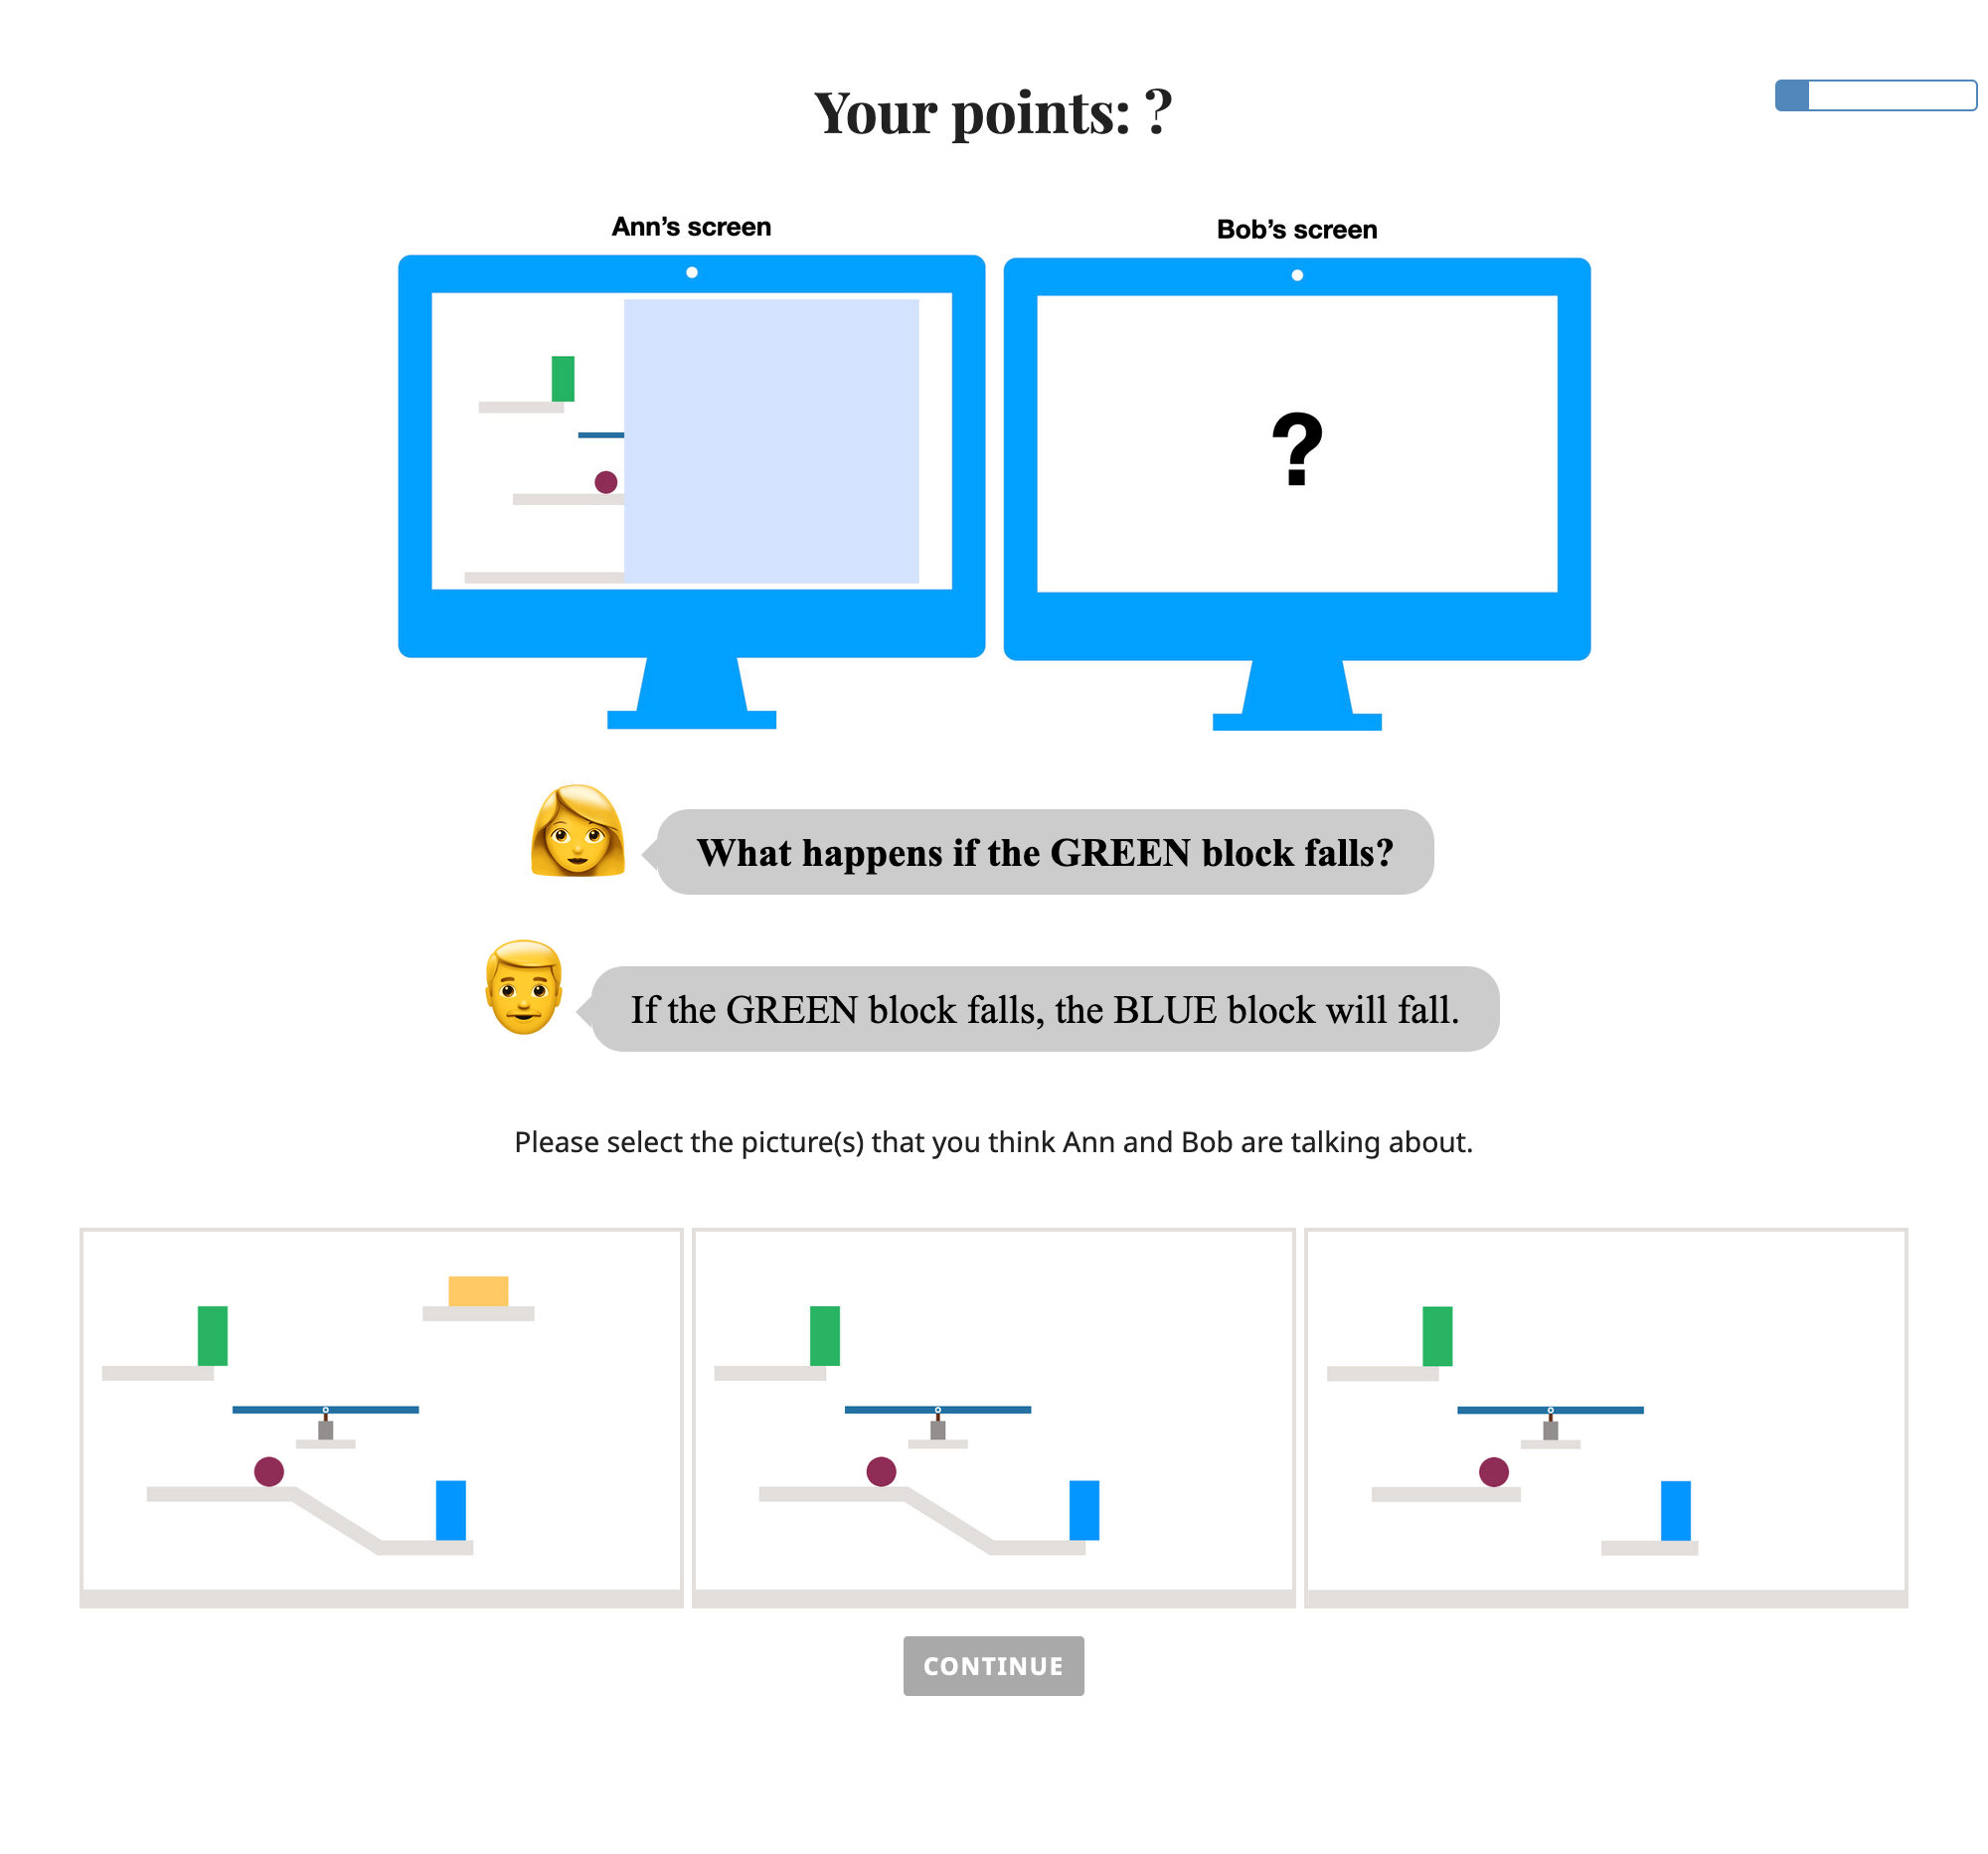 Your points: ?
Ann’s screen
Bob’s screen
?
What happens if the GREEN block falls?
If the GREEN block falls, the BLUE block will fall.
Please select the picture(s) that you think Ann and Bob are talking about.
CONTINUE